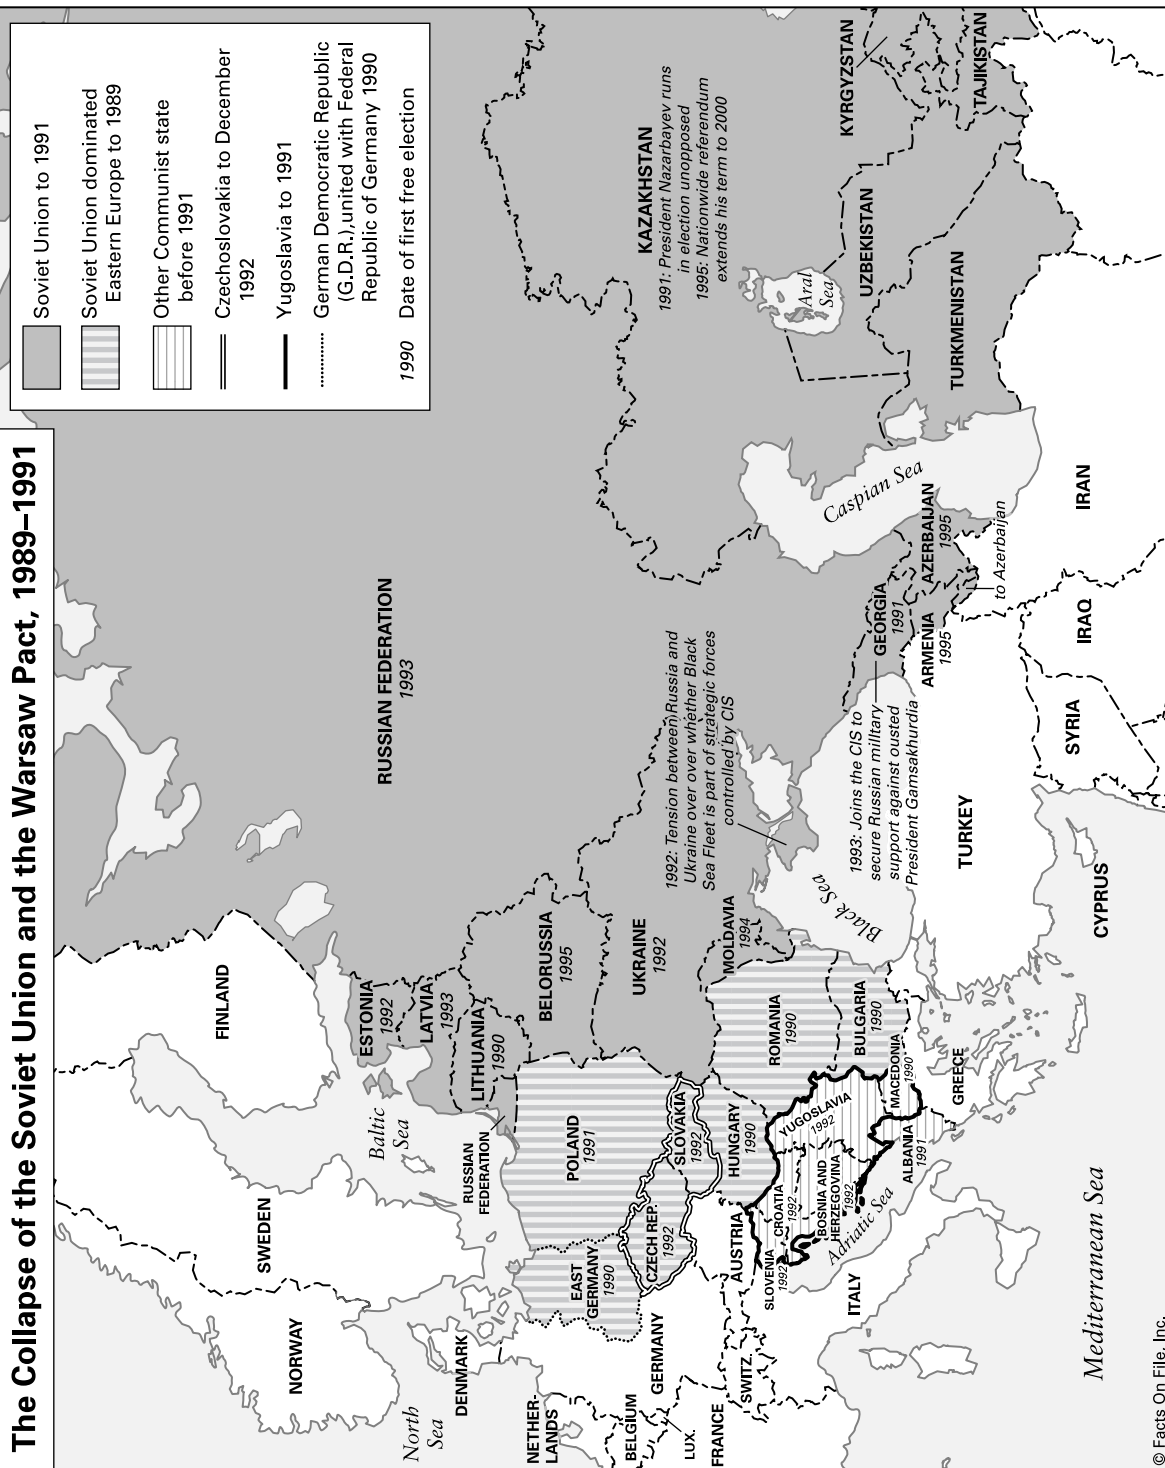 The Collapse of the Soviet Union and the Warsaw Pact, 1989–1991
Soviet Union to 1991
Soviet Union dominated
Eastern Europe to 1989
Other Communist state
before 1991
Czechoslovakia to December
1992
Yugoslavia to 1991
German Democratic Republic
(G.D.R.),united with Federal
Republic of Germany 1990
1990 Date of first free election
NORWAY
SWEDEN
FINLAND
RUSSIAN FEDERATION
1993
North
Sea
DENMARK
Baltic
Sea
ESTONIA
1992
LATVIA
1993
LITHUANIA
1990
RUSSIAN
FEDERATION
BELORUSSIA
1995
NETHER-
LANDS
BELGIUM
LUX.
FRANCE
GERMANY
EAST
GERMANY
1990
POLAND
1991
CZECH REP.
1992
SLOVAKIA
1992
UKRAINE
1992
1992: Tension between Russia and
Ukraine over over whether Black
Sea Fleet is part of strategic forces
controlled by CIS
KAZAKHSTAN
1991: President Nazarbayev runs
in election unopposed
1995: Nationwide referendum
extends his term to 2000
SWITZ.
AUSTRIA
HUNGARY
1990
MOLDAVIA
1994
ROMANIA
1990
SLOVENIA
1992
CROATIA
1992
BOSNIA AND
HERZEGOVINA
1992
YUGOSLAVIA
1992
BULGARIA
1990
MACEDONIA
1990
ALBANIA
1991
ITALY
Adriatic Sea
GREECE
Black Sea
1993: Joins the CIS to
secure Russian military
support against ousted
President Gamsakhurdia
GEORGIA
1991
ARMENIA
1995
AZERBAIJAN
1995
to Azerbaijan
Caspian Sea
Aral
Sea
UZBEKISTAN
KYRGYZSTAN
TAJIKISTAN
TURKMENISTAN
TURKEY
SYRIA
IRAQ
IRAN
CYPRUS
Mediterranean Sea
© Facts On File, Inc.